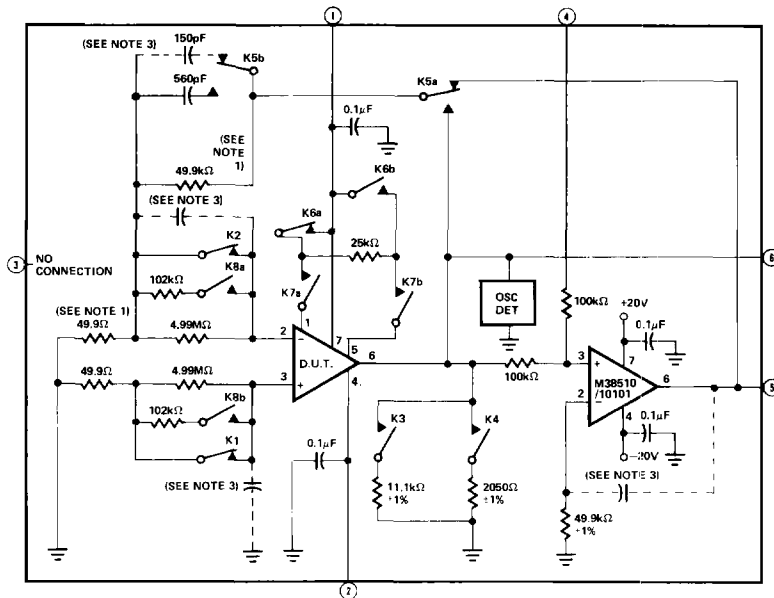 1
4
(SEE NOTE 3)
150pF
K5b
560pF
K5a
0.1μF
(SEE NOTE 1)
49.9kΩ
(SEE NOTE 3)
K6b
K6a
K2
25kΩ
3
NO CONNECTION
6
102kΩ
K8a
K7a
K7b
OSC DET
100kΩ
+20V
(SEE NOTE 1)
49.9Ω
4.99MΩ
2
1
7
5
0.1μF
D.U.T.
6
4
3
7
M38510 /10101
6
5
49.9Ω
4.99MΩ
3
100kΩ
2
4
102kΩ
K8b
K3
K4
0.1μF
K1
0.1μF
−20V
(SEE NOTE 3)
(SEE NOTE 3)
11.1kΩ
±1%
2050Ω
±1%
49.9kΩ
±1%
2